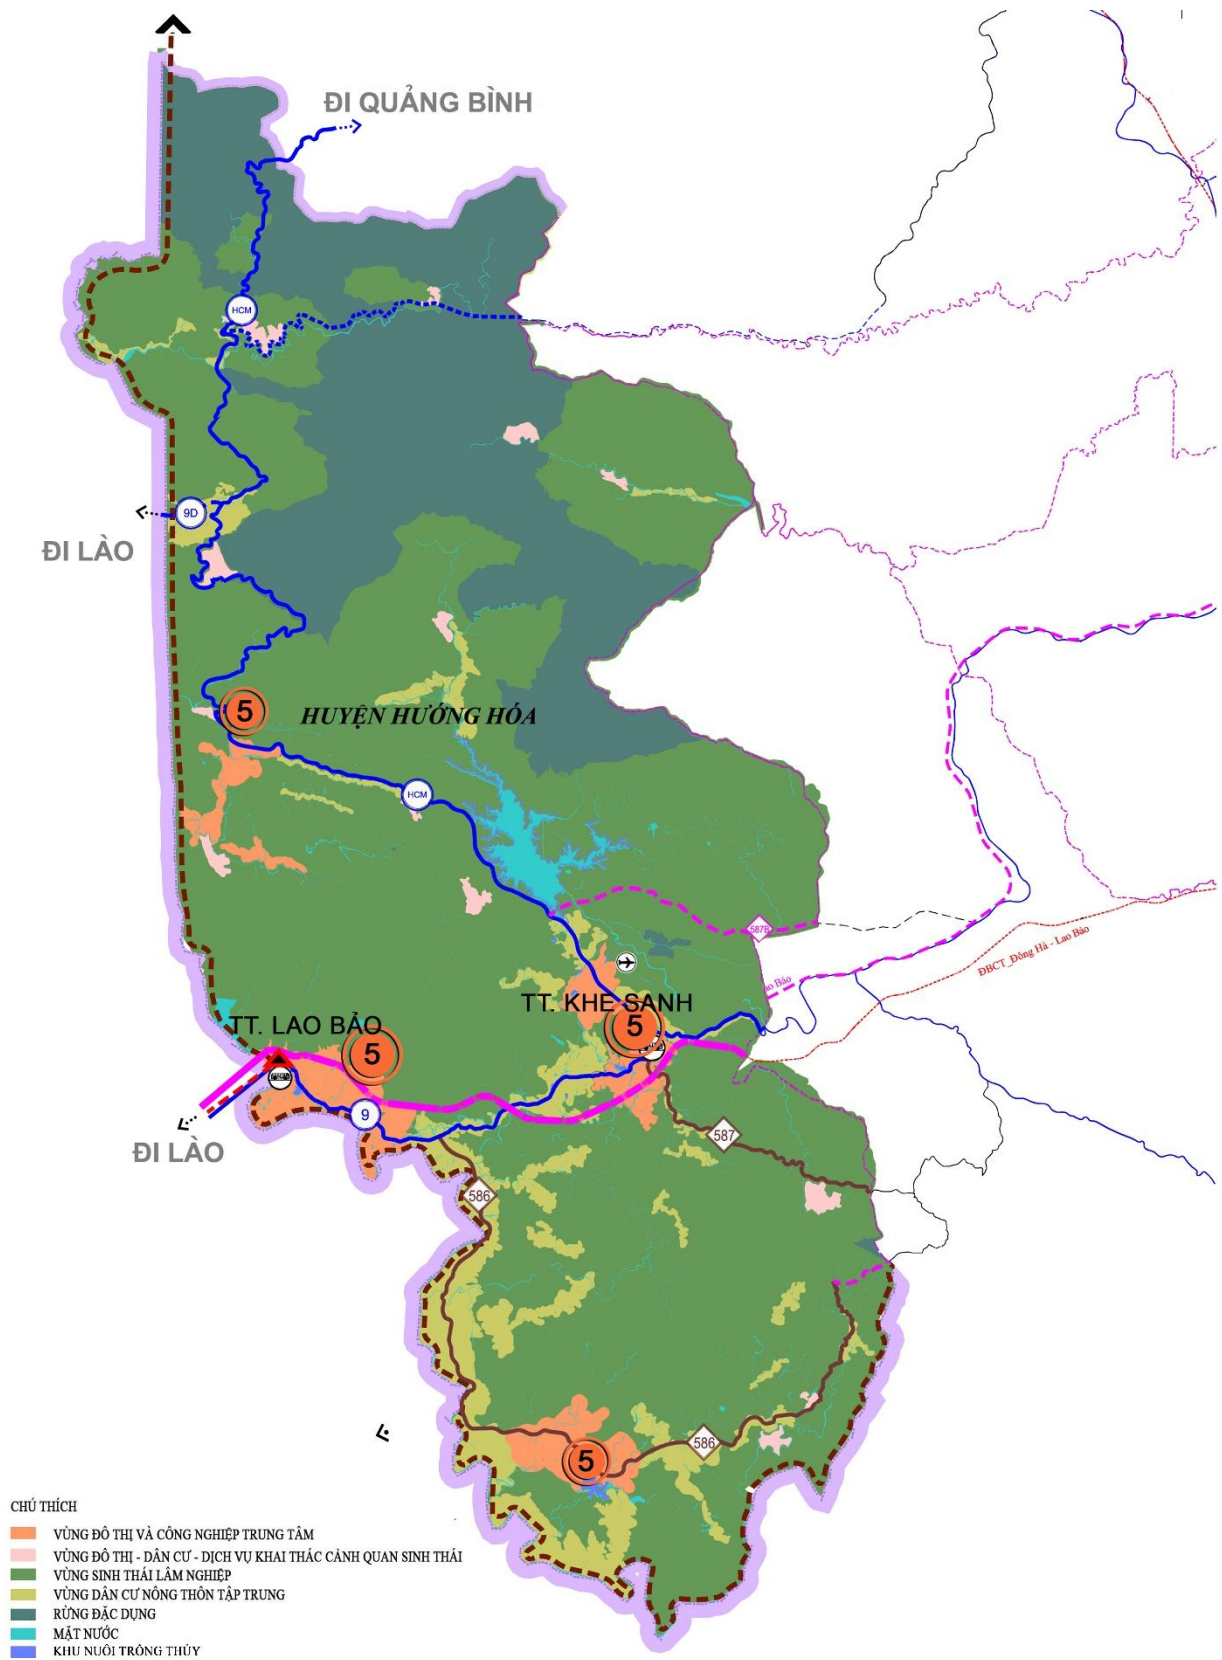 ĐI QUẢNG BÌNH
HCM
9D
ĐI LÀO
5
HUYỆN HƯỚNG HÓA
HCM
587B
ao Bảo
ĐBCT_Đông Hà - Lao Bảo
TT. KHE SANH
5
TT. LAO BẢO
5
9
ĐI LÀO
587
586
586
5
CHÚ THÍCH
VÙNG ĐÔ THỊ VÀ CÔNG NGHIỆP TRUNG TÂM
VÙNG ĐÔ THỊ - DÂN CƯ - DỊCH VỤ KHAI THÁC CẢNH QUAN SINH THÁI
VÙNG SINH THÁI LÂM NGHIỆP
VÙNG DÂN CƯ NÔNG THÔN TẬP TRUNG
RỪNG ĐẶC DỤNG
MẶT NƯỚC
KHU NUÔI TRỒNG THỦY